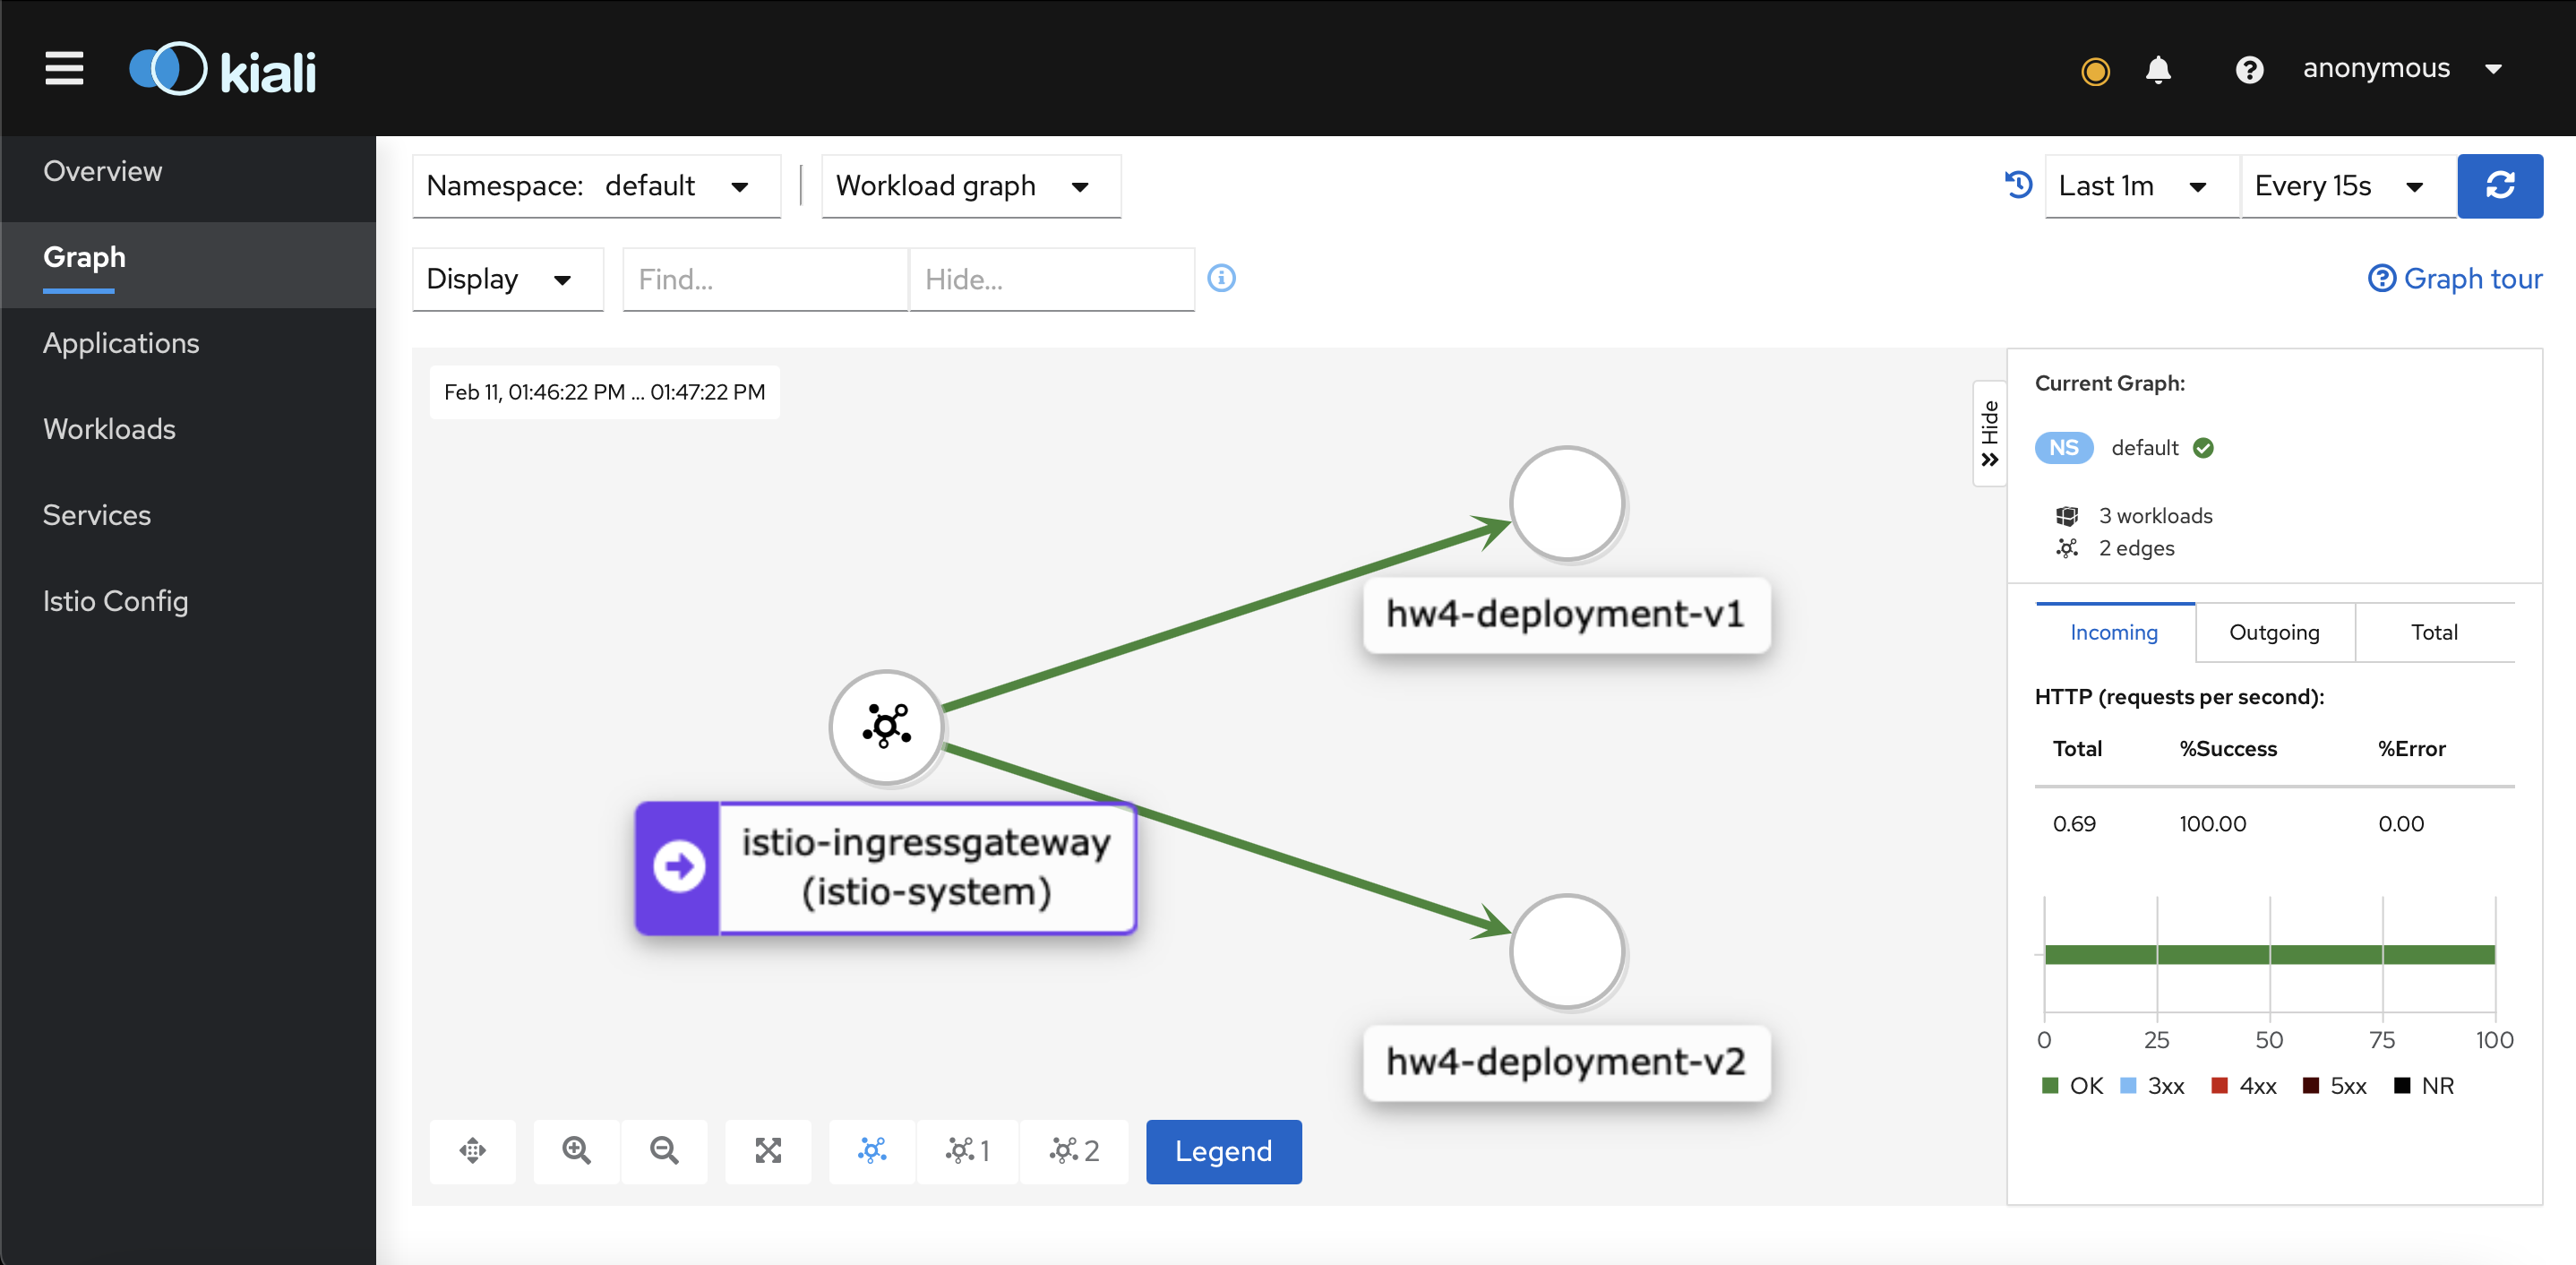 kiali
anonymous
Overview
Graph
Applications
Workloads
Services
Istio Config
Namespace: default
Workload graph
Last 1m
Every 15s
Display
Find...
Hide...
Graph tour
Feb 11, 01:46:22 PM ... 01:47:22 PM
hw4-deployment-v1
istio-ingressgateway
(istio-system)
hw4-deployment-v2
1
2
Legend
Hide
Current Graph:
NS default
3 workloads
2 edges
Incoming Outgoing Total
HTTP (requests per second):
Total %Success %Error
0.69 100.00 0.00
0 25 50 75 100
OK 3xx 4xx 5xx NR